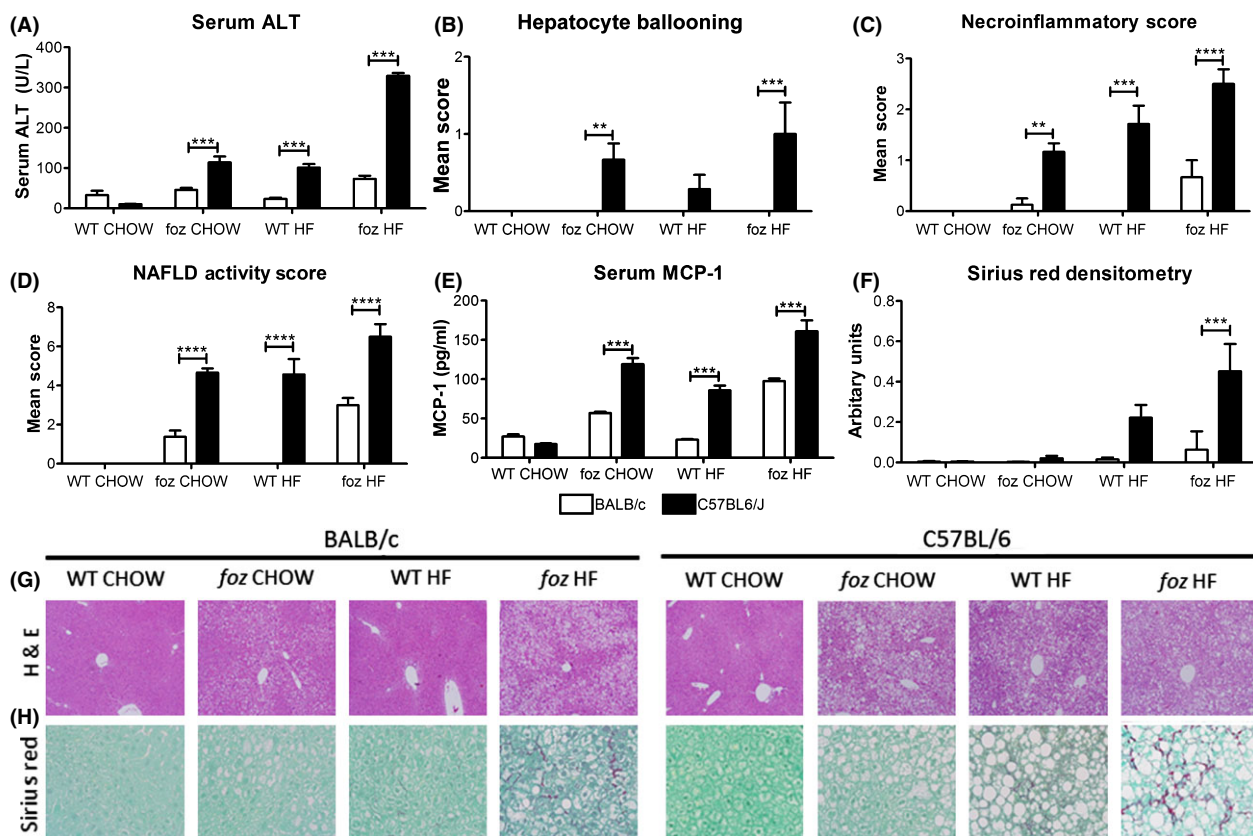 (A) Serum ALT
Serum ALT (U/L)
400
300
200
100
0
***
***
***
WT CHOW foz CHOW WT HF foz HF
(B) Hepatocyte ballooning
Mean score
2
1
0
**
***
WT CHOW foz CHOW WT HF foz HF
(C) Necroinflammatory score
Mean score
3
2
1
0
**
***
****
WT CHOW foz CHOW WT HF foz HF
(D) NAFLD activity score
Mean score
8
6
4
2
0
****
****
****
WT CHOW foz CHOW WT HF foz HF
(E) Serum MCP-1
MCP-1 (pg/ml)
200
150
100
50
0
***
***
***
WT CHOW foz CHOW WT HF foz HF
(F) Sirius red densitometry
Arbitary units
0.8
0.6
0.4
0.2
0.0
***
WT CHOW foz CHOW WT HF foz HF
BALB/c C57BL6/J
BALB/c C57BL/6
(G) WT CHOW foz CHOW WT HF foz HF WT CHOW foz CHOW WT HF foz HF
H & E
(H)
Sirius red